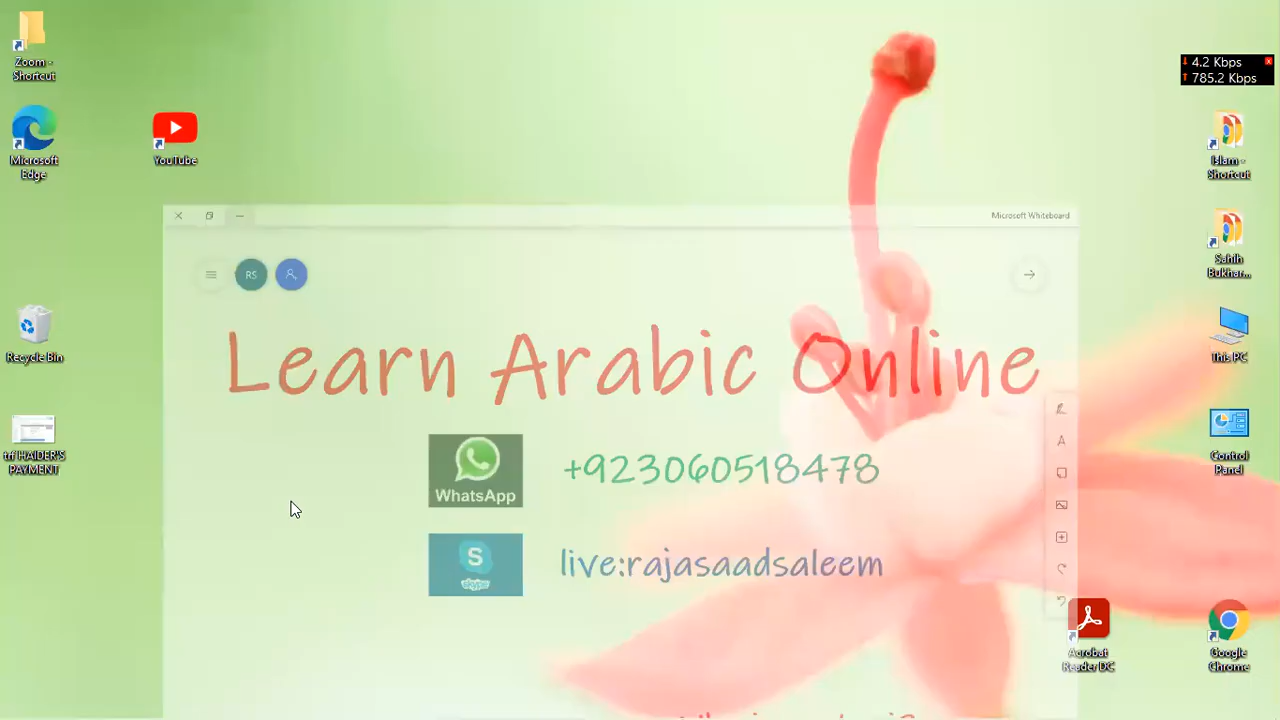 Zoom -
Shortcut
4.2 Kbps
785.2 Kbps
Microsoft
Edge
YouTube
Islam -
Shortcut
Microsoft Whiteboard
RS
Sahih
Bukhar...
Learn Arabic Online
Recycle Bin
This PC
WhatsApp
+923060518478
trf HAIDER'S
PAYMENT
Control
Panel
skype
live:rajasaadsaleem
Acrobat
Reader DC
Google
Chrome